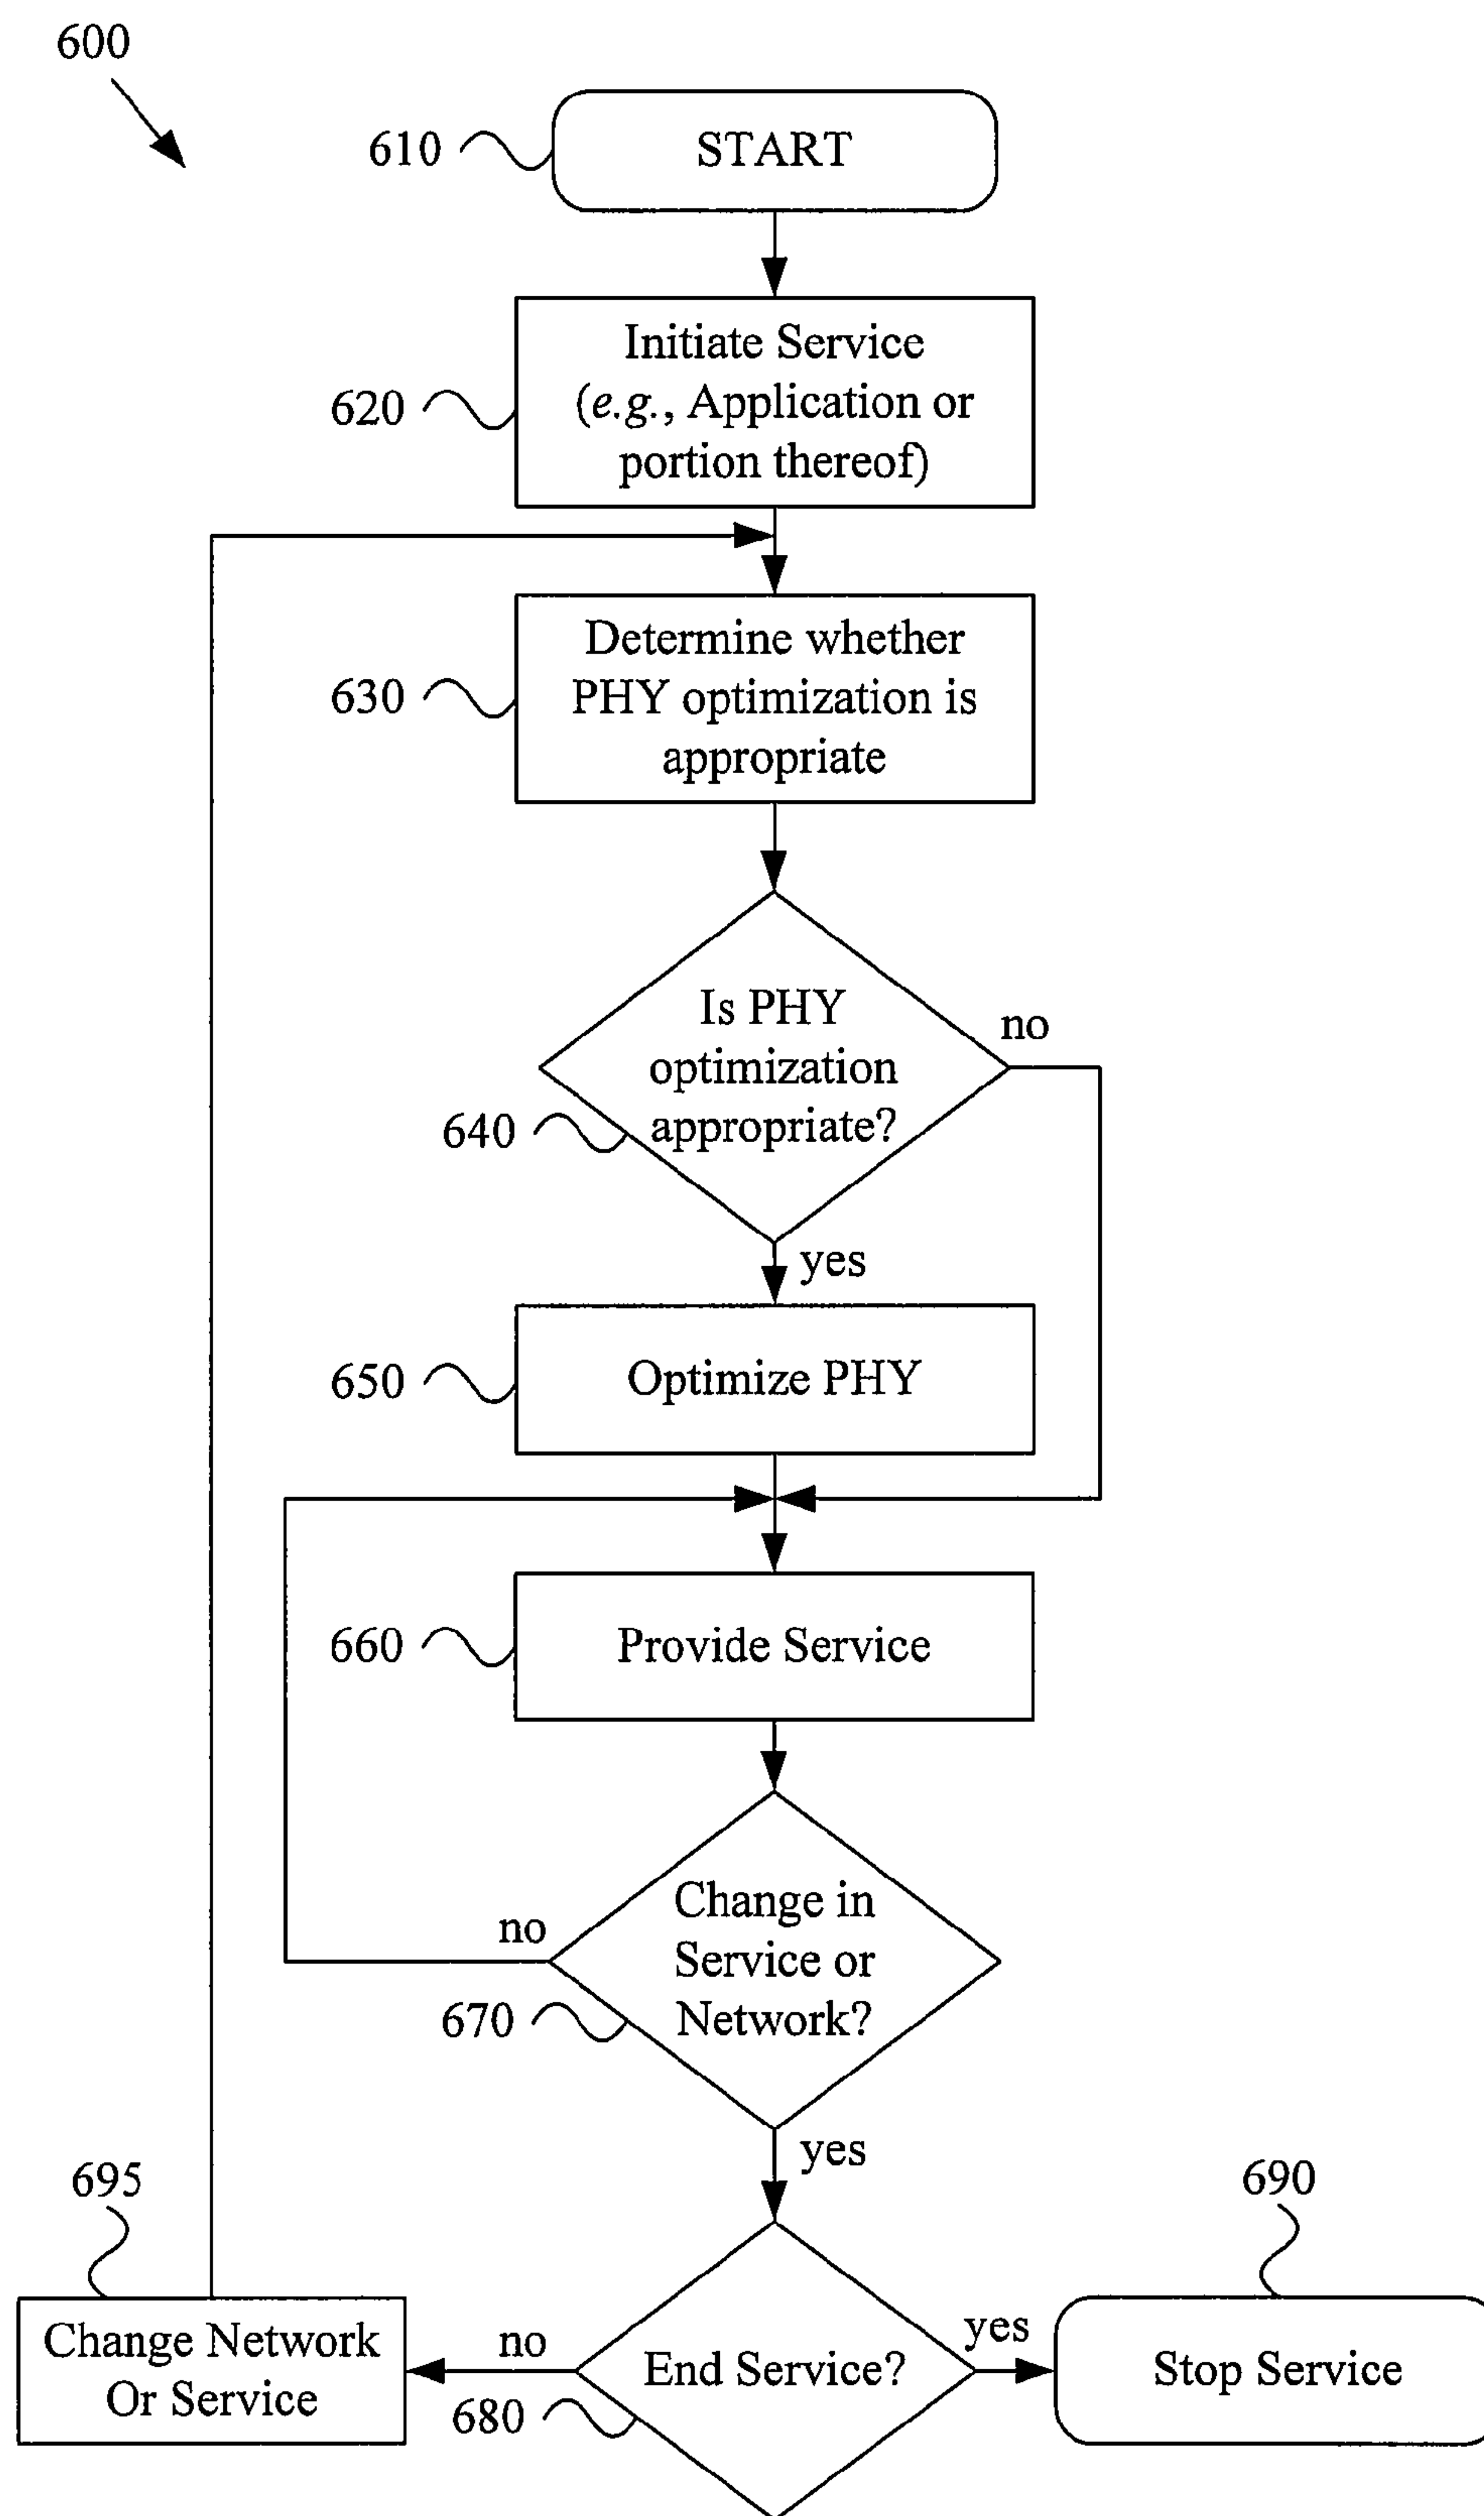 600
610
START
620
Initiate Service
(e.g., Application or
portion thereof)
630
Determine whether
PHY optimization is
appropriate
640
Is PHY
optimization
appropriate?
no
yes
650
Optimize PHY
660
Provide Service
670
Change in
Service or
Network?
no
yes
695
Change Network
Or Service
no
680
End Service?
yes
690
Stop Service